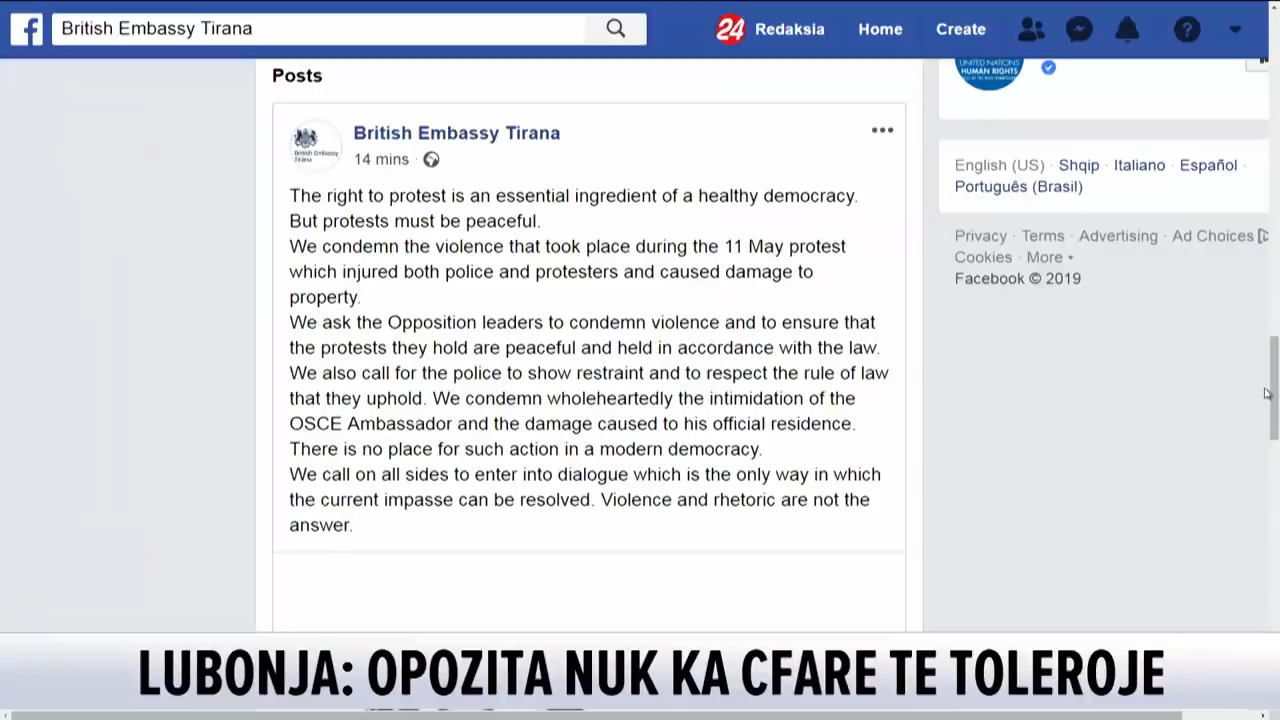 British Embassy Tirana
24 Redaksia Home Create
Posts
UNITED NATIONS
HUMAN RIGHTS
British Embassy Tirana
14 mins ·
British Embassy
Tirana
The right to protest is an essential ingredient of a healthy democracy.
But protests must be peaceful.
We condemn the violence that took place during the 11 May protest
which injured both police and protesters and caused damage to
property.
We ask the Opposition leaders to condemn violence and to ensure that
the protests they hold are peaceful and held in accordance with the law.
We also call for the police to show restraint and to respect the rule of law
that they uphold. We condemn wholeheartedly the intimidation of the
OSCE Ambassador and the damage caused to his official residence.
There is no place for such action in a modern democracy.
We call on all sides to enter into dialogue which is the only way in which
the current impasse can be resolved. Violence and rhetoric are not the
answer.
English (US) · Shqip · Italiano · Español ·
Português (Brasil)
Privacy · Terms · Advertising · Ad Choices
Cookies · More
Facebook © 2019
LUBONJA: OPOZITA NUK KA CFARE TE TOLEROJE